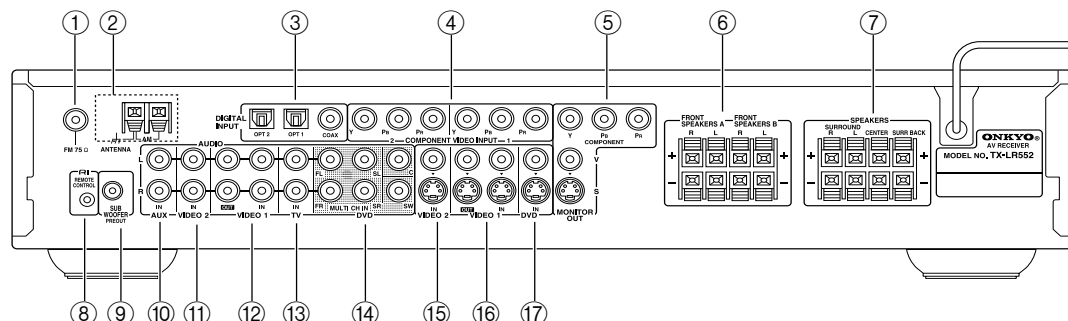 1 2 3 4 5 6 7
DIGITAL INPUT
OPT 2 OPT 1 COAX
Y PB PR Y PB PR
2 COMPONENT VIDEO INPUT 1
Y PB PR
COMPONENT
FM 75 Ω
ANTENNA
AM
FRONT SPEAKERS A FRONT SPEAKERS B
R L R L
+ +
− −
SPEAKERS
SURROUND
R L CENTER SURR BACK
+ +
− −
ONKYO®
AV RECEIVER
MODEL NO. TX-LR552
AUDIO
L
R
FL SL C
FR MULTI CH IN SR SW
V
S
RI
REMOTE CONTROL
SUB WOOFER PREOUT
IN IN OUT IN IN
AUX VIDEO 2 VIDEO 1 TV DVD
IN OUT IN IN
VIDEO 2 VIDEO 1 DVD
MONITOR OUT
8 9 10 11 12 13 14 15 16 17